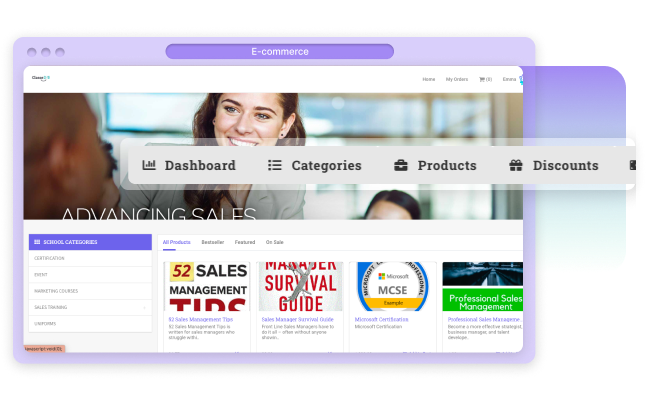 E-commerce
Home My Orders (0) Emma
Dashboard Categories Products Discounts
ADVANCING SALES
SCHOOL CATEGORIES
CERTIFICATION
EVENT
MARKETING COURSES
SALES TRAINING
UNIFORMS
All Products Bestseller Featured On Sale
52 SALES
MANAGEMENT
TIPS
MANAGER
SURVIVAL
GUIDE
Microsoft
MCSE
Example
Professional Sales
Management
52 Sales Management Tips
52 Sales Management Tips is
written for sales managers who
struggle with..
Sales Manager Survival Guide
Front Line Sales Managers have to
do it all – often without anyone
showin..
Microsoft Certification
Microsoft Certification
Professional Sales Manageme..
Become a more effective strategist,
business manager, and talent
develope..